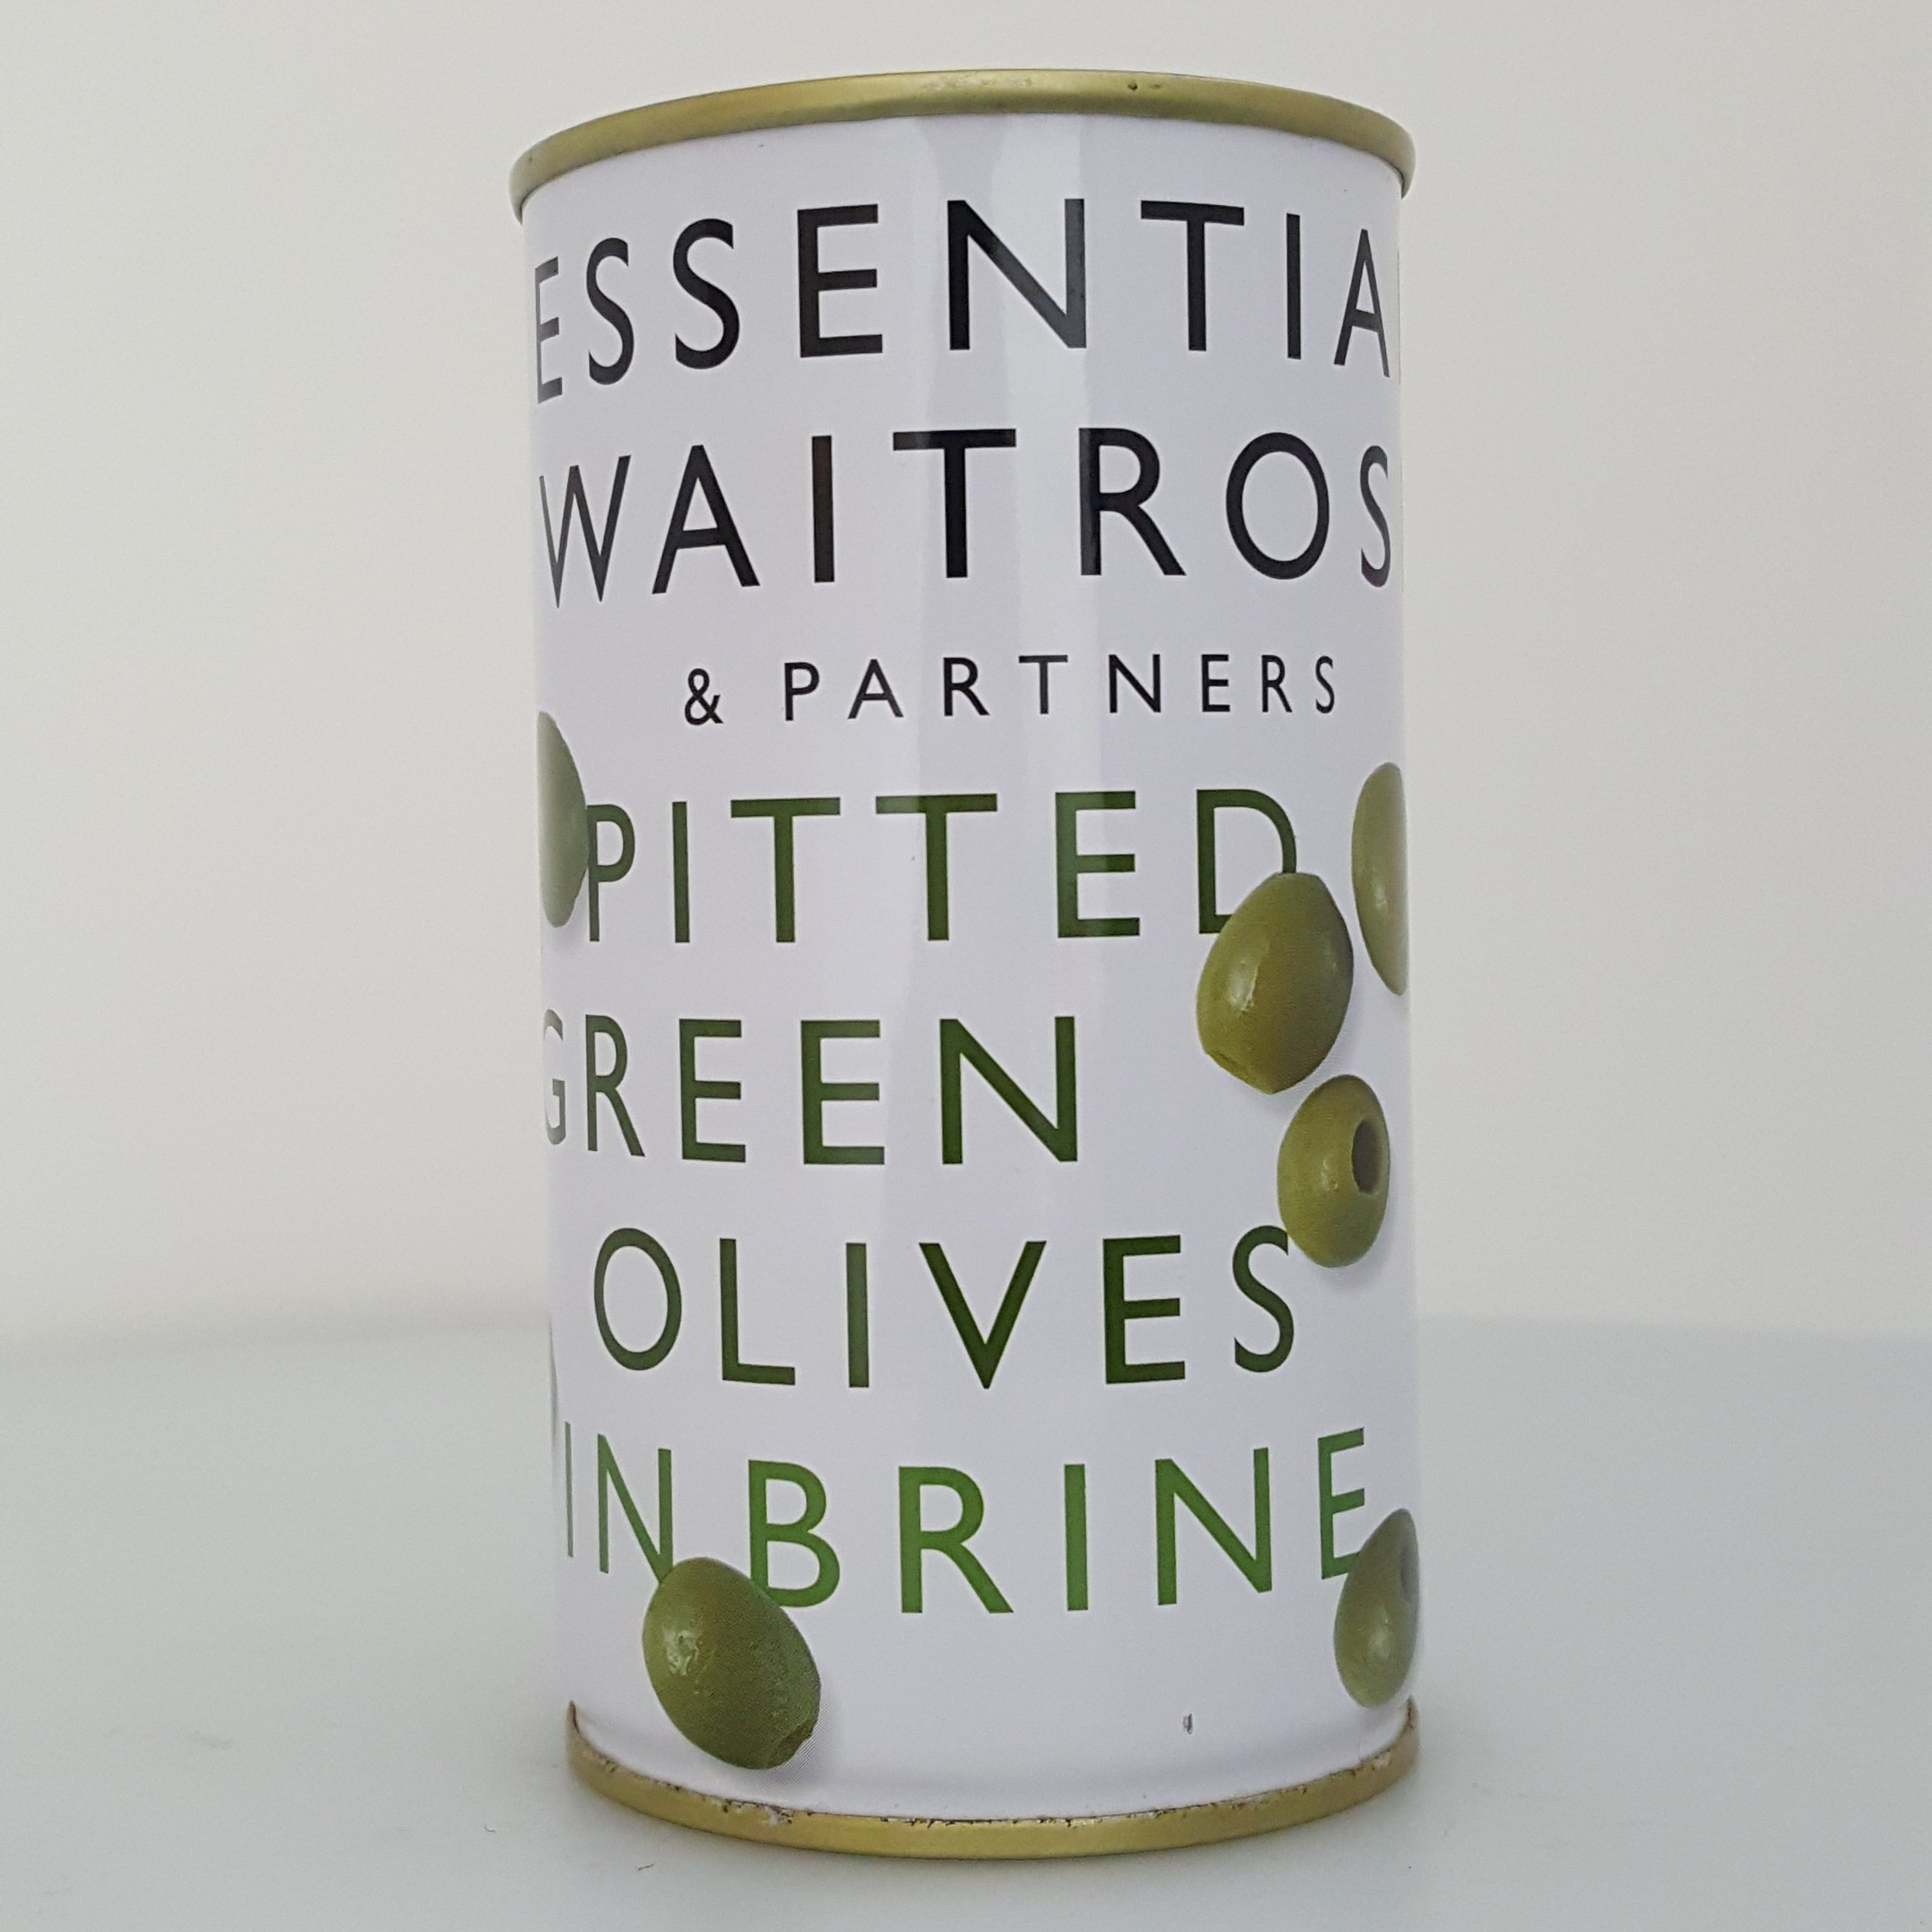 ESSENTIA
WAITROS
& PARTNERS
PITTED
GREEN
OLIVES
IN BRINE